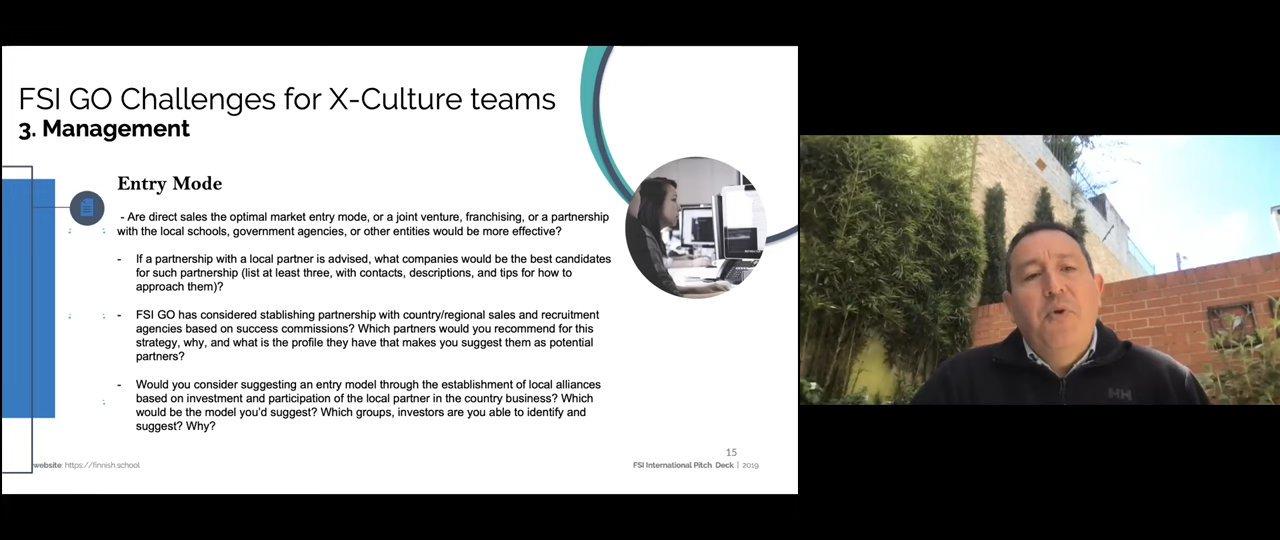 FSI GO Challenges for X-Culture teams
3. Management
Entry Mode
- Are direct sales the optimal market entry mode, or a joint venture, franchising, or a partnership
with the local schools, government agencies, or other entities would be more effective?
- If a partnership with a local partner is advised, what companies would be the best candidates
for such partnership (list at least three, with contacts, descriptions, and tips for how to
approach them)?
- FSI GO has considered stablishing partnership with country/regional sales and recruitment
agencies based on success commissions? Which partners would you recommend for this
strategy, why, and what is the profile they have that makes you suggest them as potential
partners?
- Would you consider suggesting an entry model through the establishment of local alliances
based on investment and participation of the local partner in the country business? Which
would be the model you'd suggest? Which groups, investors are you able to identify and
suggest? Why?
15
website: https://finnish.school
FSI International Pitch Deck | 2019
HH